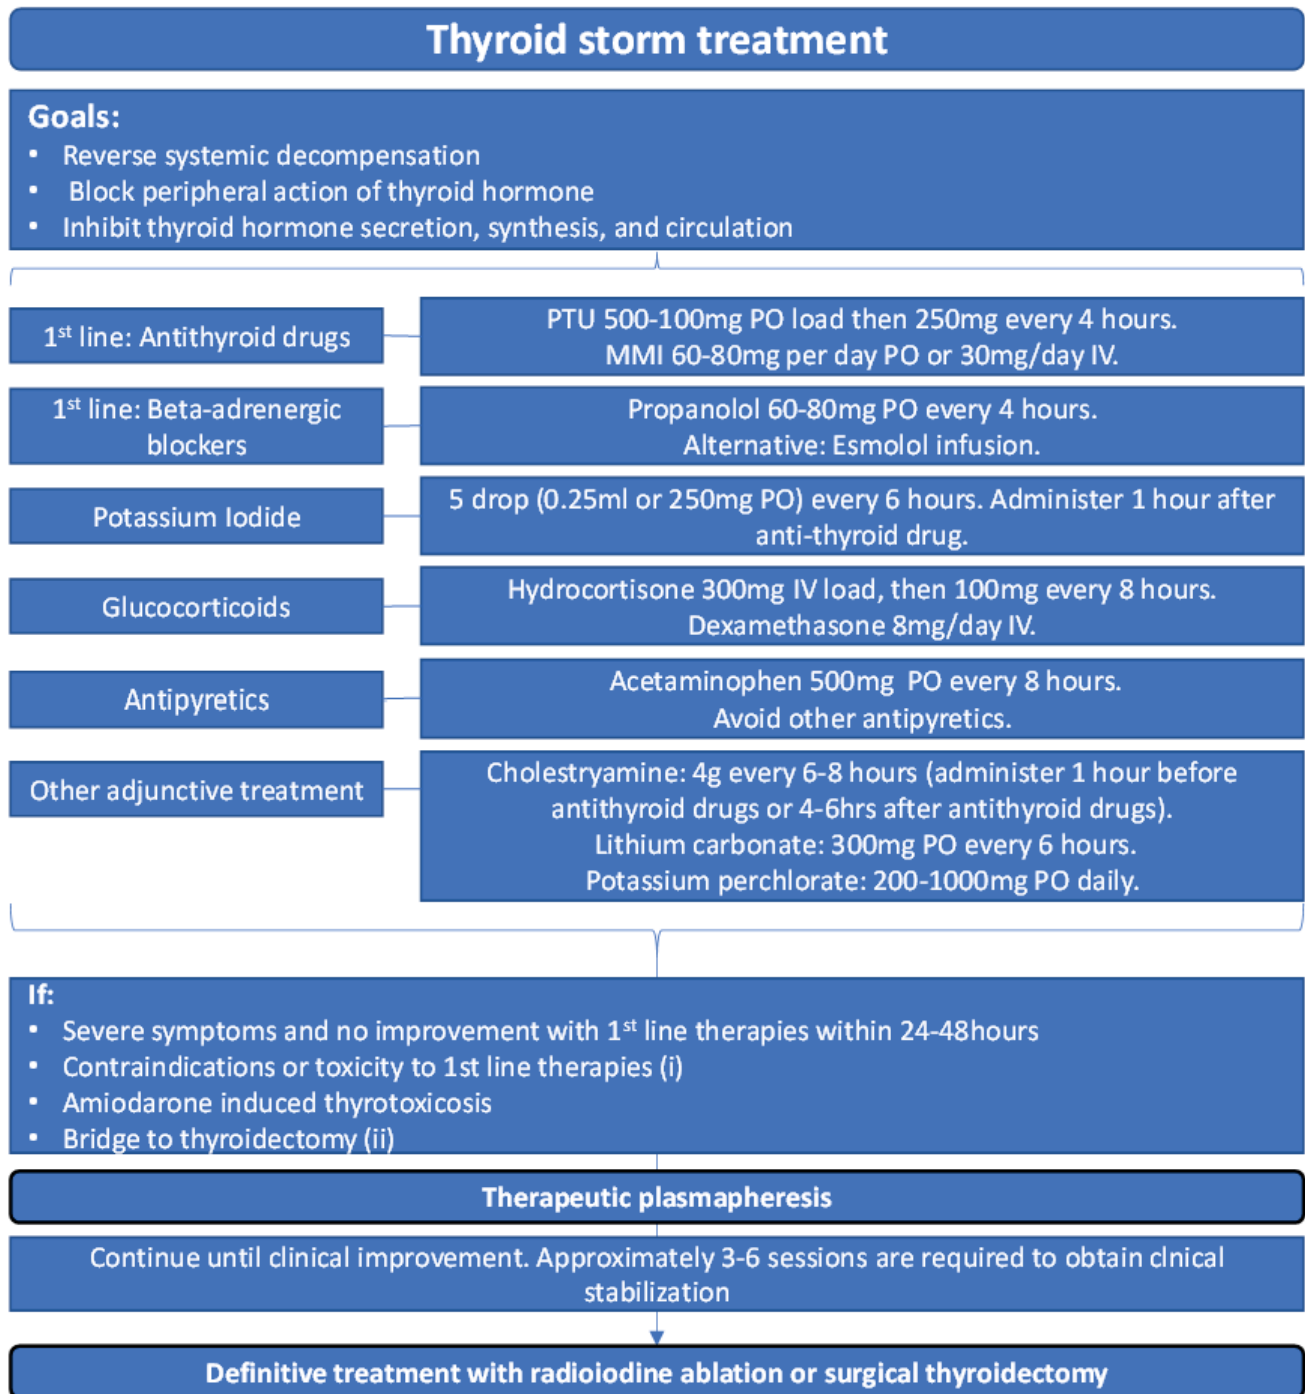 Thyroid storm treatment
Goals:
• Reverse systemic decompensation
• Block peripheral action of thyroid hormone
• Inhibit thyroid hormone secretion, synthesis, and circulation
1st line: Antithyroid drugs
PTU 500-100mg PO load then 250mg every 4 hours.
MMI 60-80mg per day PO or 30mg/day IV.
1st line: Beta-adrenergic
blockers
Propanolol 60-80mg PO every 4 hours.
Alternative: Esmolol infusion.
Potassium Iodide
5 drop (0.25ml or 250mg PO) every 6 hours. Administer 1 hour after
anti-thyroid drug.
Glucocorticoids
Hydrocortisone 300mg IV load, then 100mg every 8 hours.
Dexamethasone 8mg/day IV.
Antipyretics
Acetaminophen 500mg PO every 8 hours.
Avoid other antipyretics.
Other adjunctive treatment
Cholestryamine: 4g every 6-8 hours (administer 1 hour before
antithyroid drugs or 4-6hrs after antithyroid drugs).
Lithium carbonate: 300mg PO every 6 hours.
Potassium perchlorate: 200-1000mg PO daily.
If:
• Severe symptoms and no improvement with 1st line therapies within 24-48hours
• Contraindications or toxicity to 1st line therapies (i)
• Amiodarone induced thyrotoxicosis
• Bridge to thyroidectomy (ii)
Therapeutic plasmapheresis
Continue until clinical improvement. Approximately 3-6 sessions are required to obtain clnical
stabilization
Definitive treatment with radioiodine ablation or surgical thyroidectomy